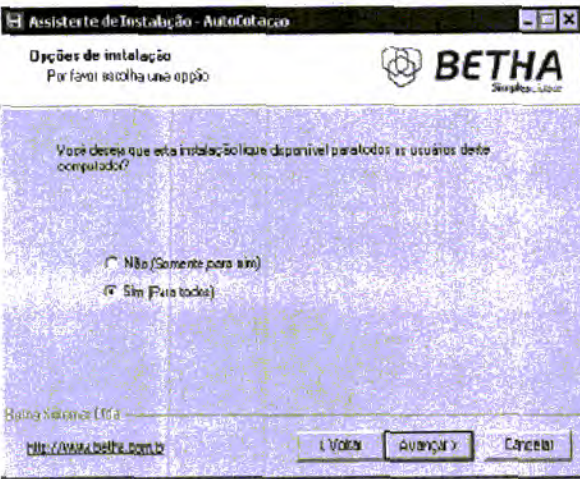 Assistente de Instalação - AutoCotação
Opções de instalação
Por favor escolha uma opção
BETHA
Você deseja que esta instalação fique disponível para todos os usuários deste
computador?
Não (Somente para mim)
Sim (Para todos)
Betha Sistemas Ltda
http://www.betha.com.br
< Voltar
Avançar >
Cancelar